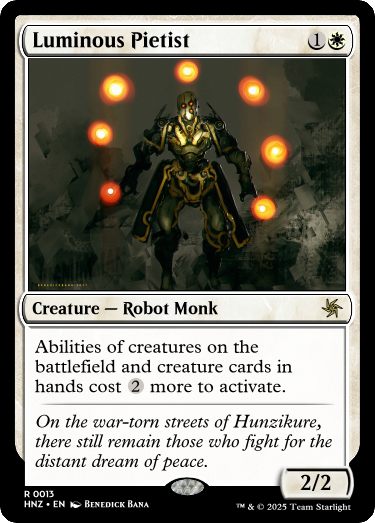 Luminous Pietist 1
Creature — Robot Monk
Abilities of creatures on the
battlefield and creature cards in
hands cost 2 more to activate.
On the war-torn streets of Hunzikure,
there still remain those who fight for the
distant dream of peace.
2/2
R 0013
HNZ • EN Benedick Bana
™ & © 2025 Team Starlight